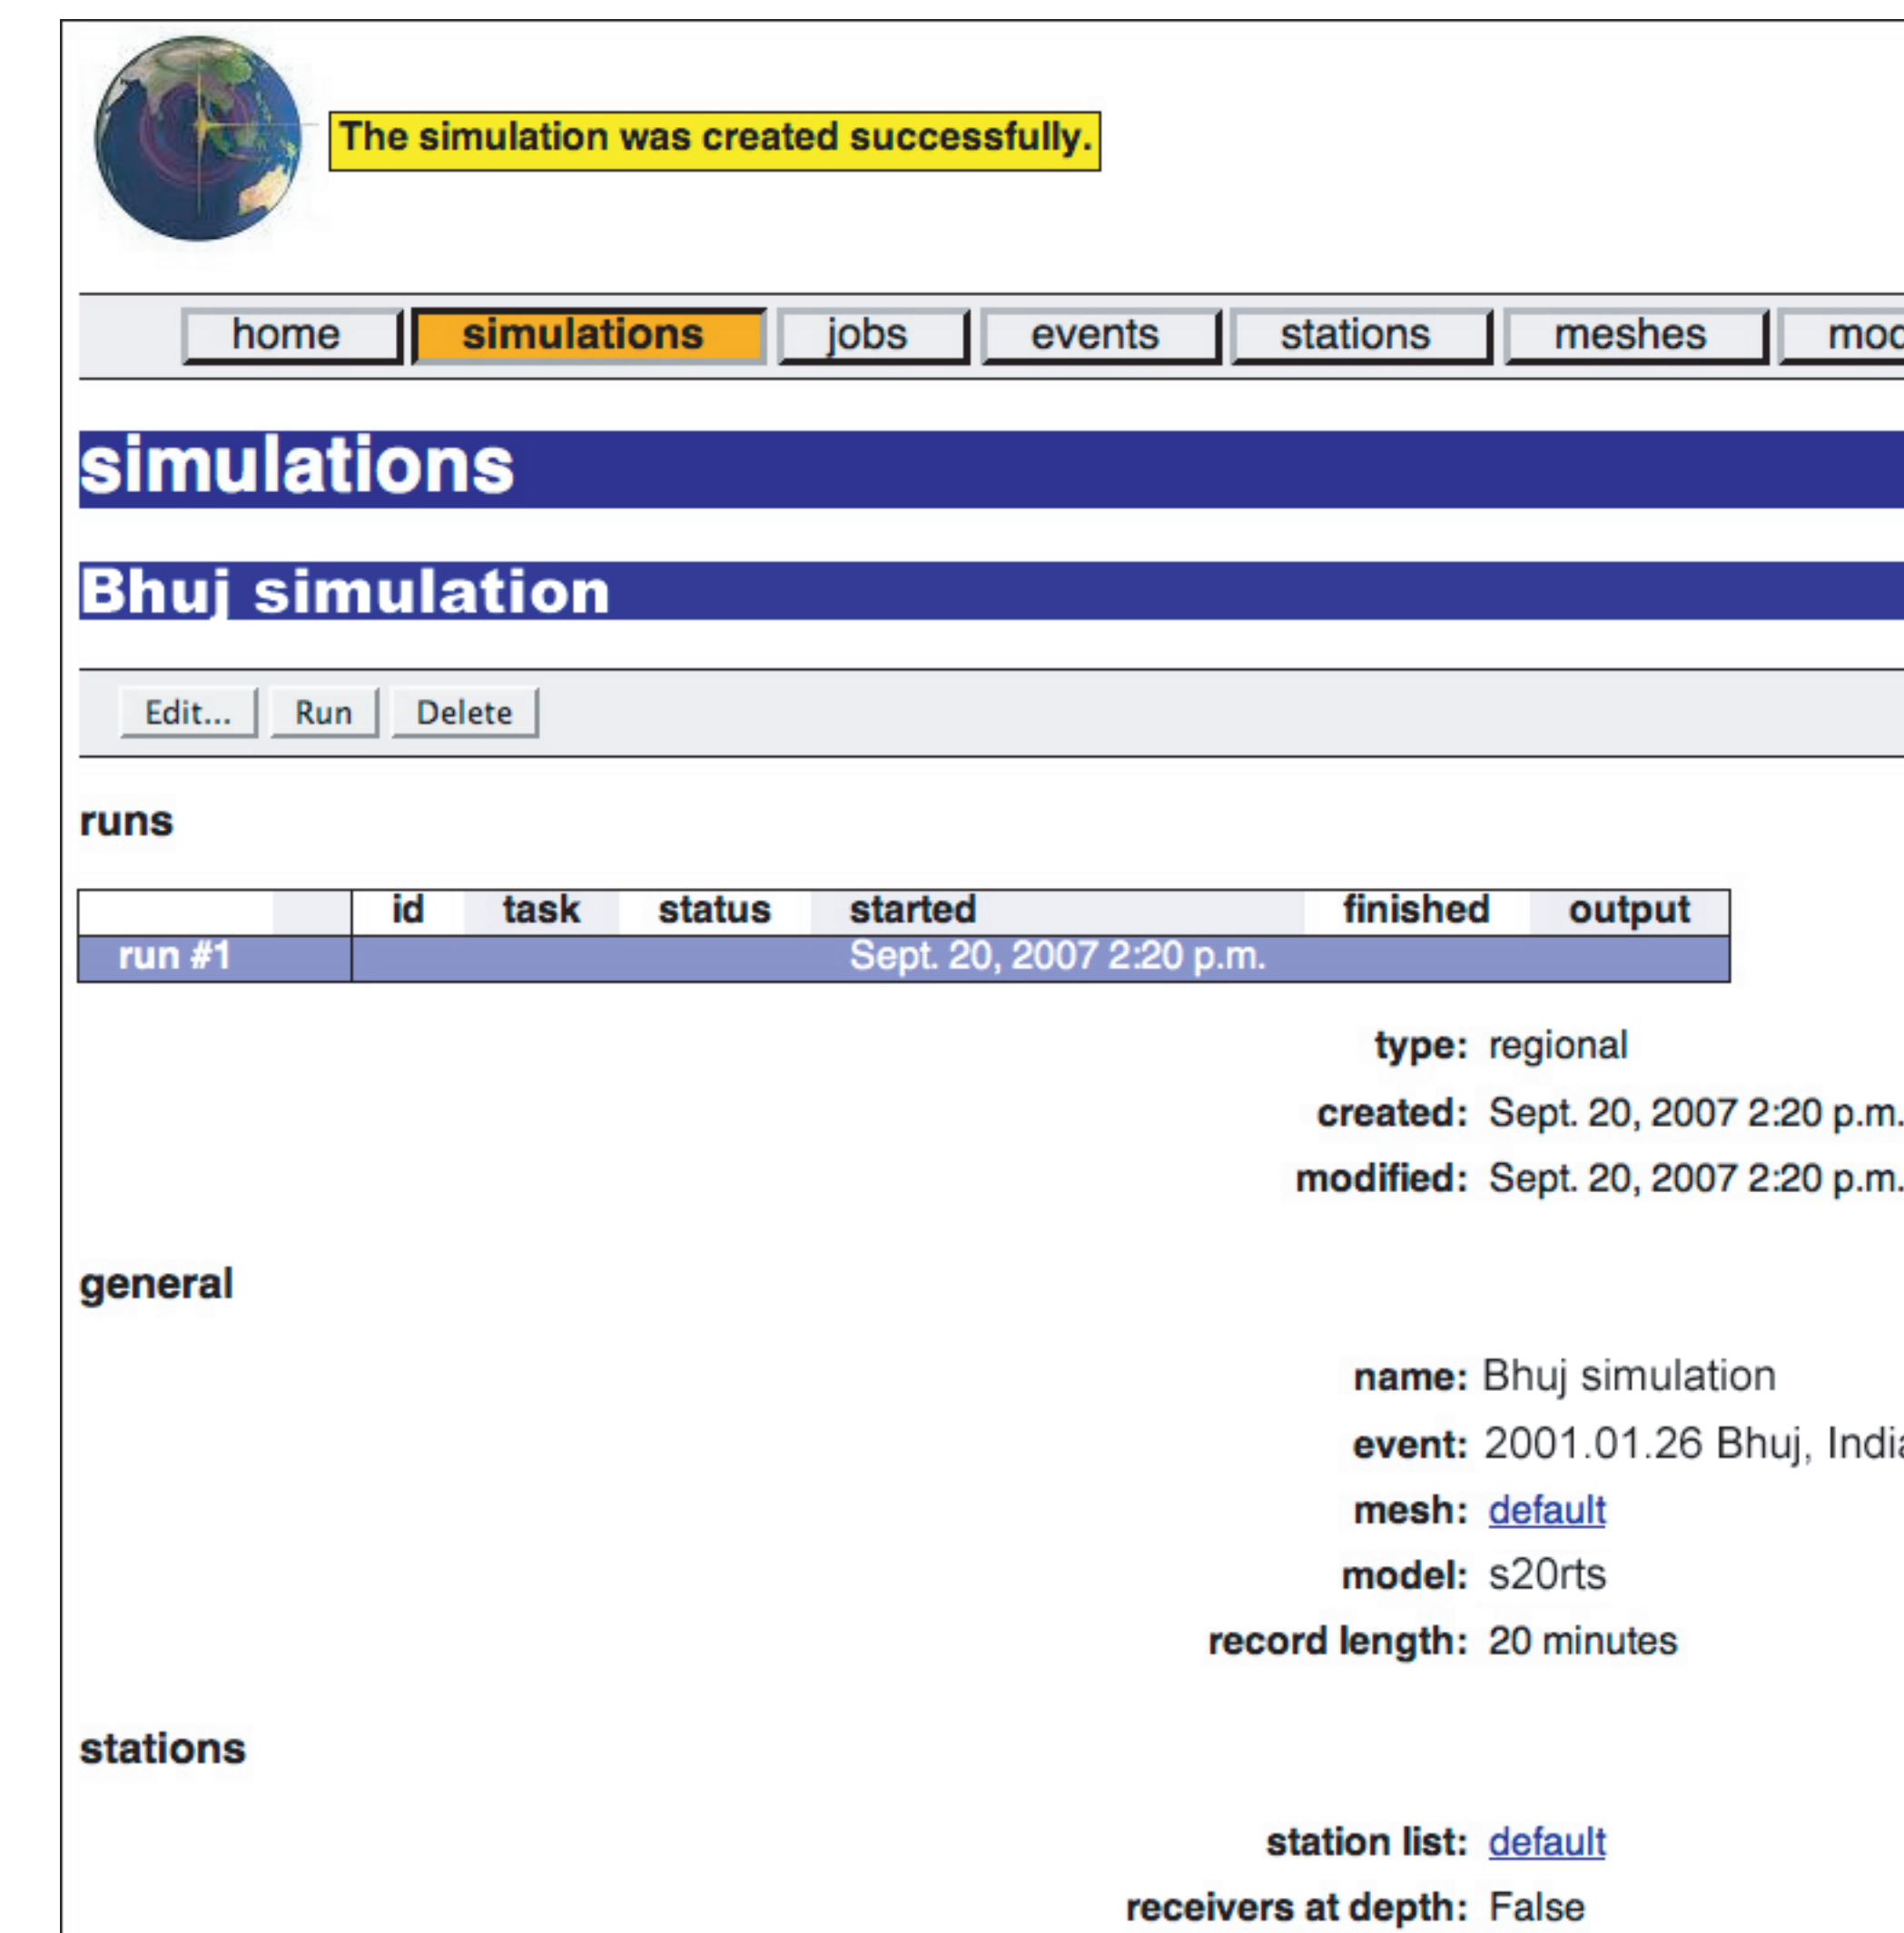 The simulation was created successfully.
home simulations jobs events stations meshes
simulations
Bhuj simulation
Edit... Run Delete
runs
id task status started finished output
run #1 Sept. 20, 2007 2:20 p.m.
type: regional
created: Sept. 20, 2007 2:20 p.m.
modified: Sept. 20, 2007 2:20 p.m.
general
name: Bhuj simulation
event: 2001.01.26 Bhuj, India
mesh: default
model: s20rts
record length: 20 minutes
stations
station list: default
receivers at depth: False